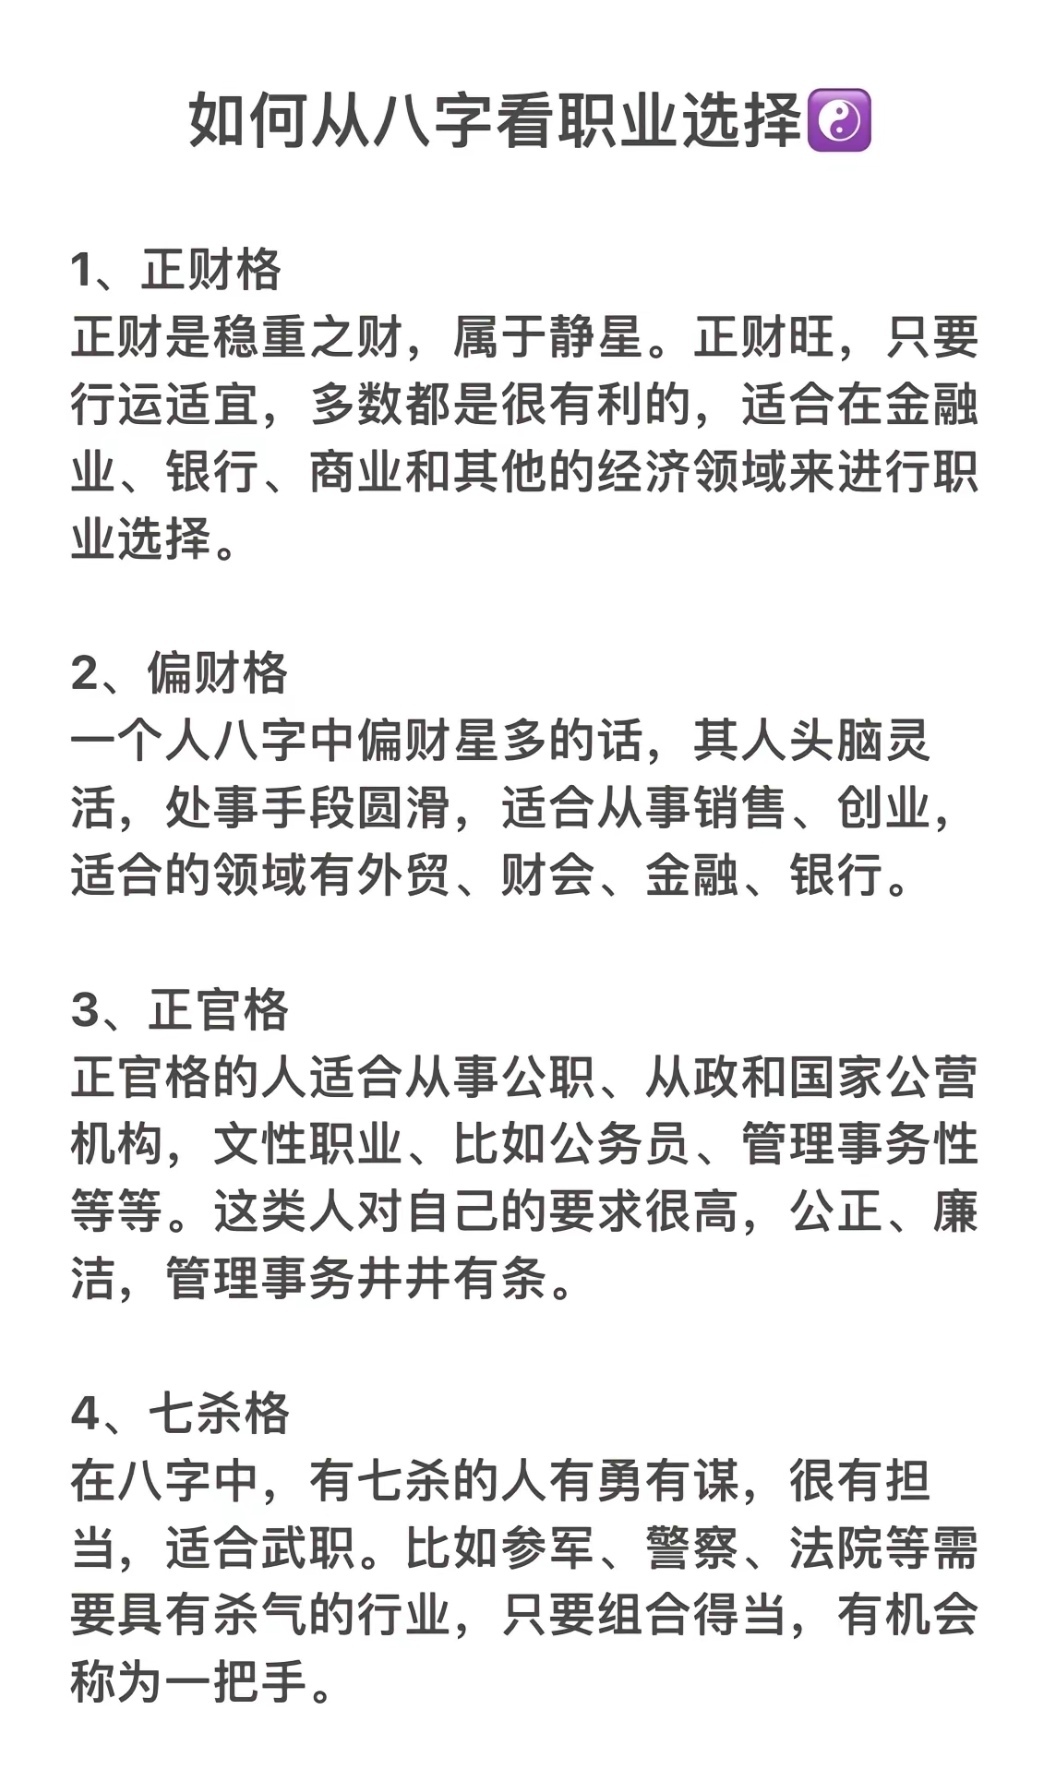 如何从八字看职业选择☯️
1、正财格
正财是稳重之财，属于静星。正财旺，只要
行运适宜，多数都是很有利的，适合在金融
业、银行、商业和其他的经济领域来进行职
业选择。
2、偏财格
一个人八字中偏财星多的话，其人头脑灵
活，处事手段圆滑，适合从事销售、创业，
适合的领域有外贸、财会、金融、银行。
3、正官格
正官格的人适合从事公职、从政和国家公营
机构，文性职业、比如公务员、管理事务性
等等。这类人对自己的要求很高，公正、廉
洁，管理事务井井有条。
4、七杀格
在八字中，有七杀的人有勇有谋，很有担
当，适合武职。比如参军、警察、法院等需
要具有杀气的行业，只要组合得当，有机会
称为一把手。